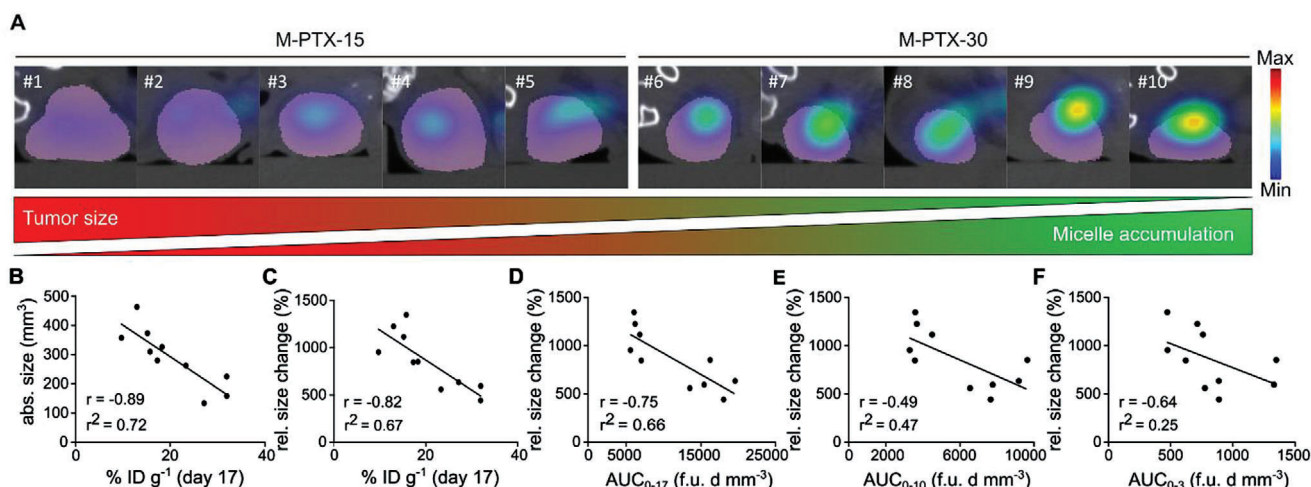 A
M-PTX-15
M-PTX-30
#1 #2 #3 #4 #5 #6 #7 #8 #9 #10
Max
Min
Tumor size
Micelle accumulation
B
abs. size (mm³)
500
400
300
200
100
0
r = -0.89
r² = 0.72
0 20 40
% ID g⁻¹ (day 17)
C
rel. size change (%)
1500
1000
500
0
r = -0.82
r² = 0.67
0 20 40
% ID g⁻¹ (day 17)
D
rel. size change (%)
1500
1000
500
0
r = -0.75
r² = 0.66
5000 15000 25000
AUC₀₋₁₇ (f.u. d mm⁻³)
E
rel. size change (%)
1500
1000
500
0
r = -0.49
r² = 0.47
0 2000 6000 10000
AUC₀₋₁₀ (f.u. d mm⁻³)
F
rel. size change (%)
1500
1000
500
0
r = -0.64
r² = 0.25
0 500 1000 1500
AUC₀₋₃ (f.u. d mm⁻³)